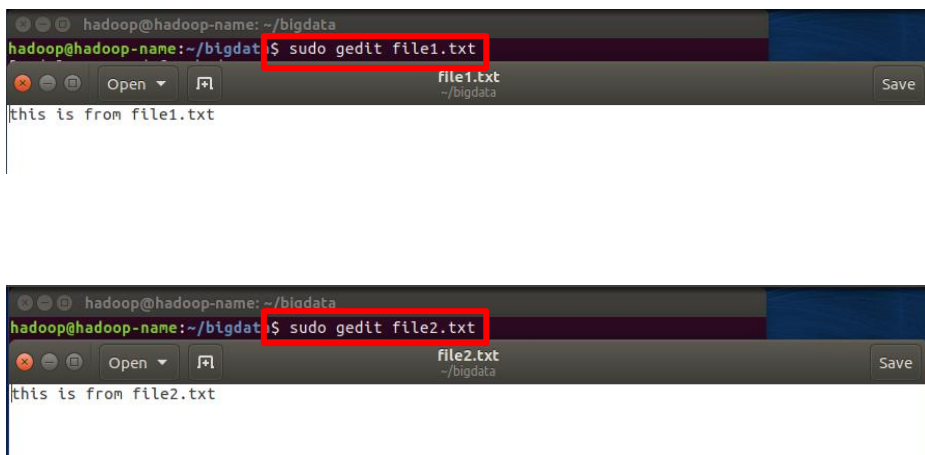 hadoop@hadoop-name: ~/bigdata
hadoop@hadoop-name:~/bigdata$ sudo gedit file1.txt
Open file1.txt Save
~/bigdata
this is from file1.txt
hadoop@hadoop-name: ~/bigdata
hadoop@hadoop-name:~/bigdata$ sudo gedit file2.txt
Open file2.txt Save
~/bigdata
this is from file2.txt